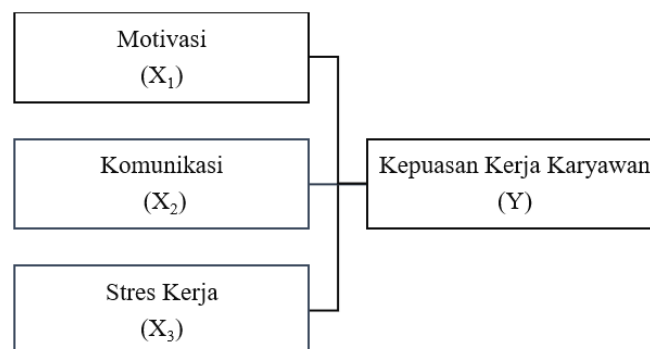 Motivasi
(X₁)
Komunikasi
(X₂)
Kepuasan Kerja Karyawan
(Y)
Stres Kerja
(X₃)